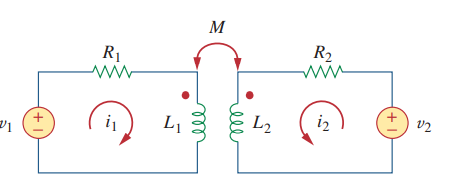 M
R₁ R₂
v₁ + − i₁ L₁ L₂ i₂ + − v₂